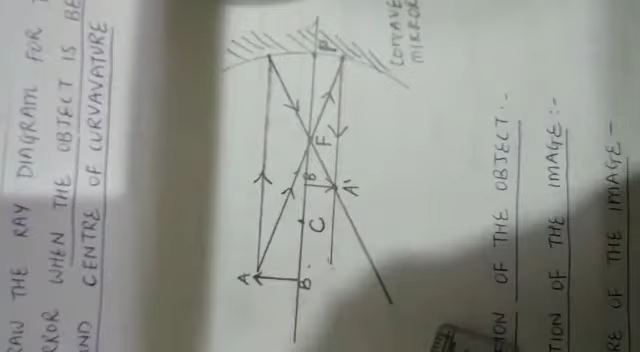 RAW THE RAY DIAGRAM FOR
RROR WHEN THE OBJECT IS BE
ND CENTRE OF CURVAVATURE
CONCAVE
MIRROR
P
F
B'
A'
C
A
B
ION OF THE OBJECT:-
TION OF THE IMAGE:-
RE OF THE IMAGE-